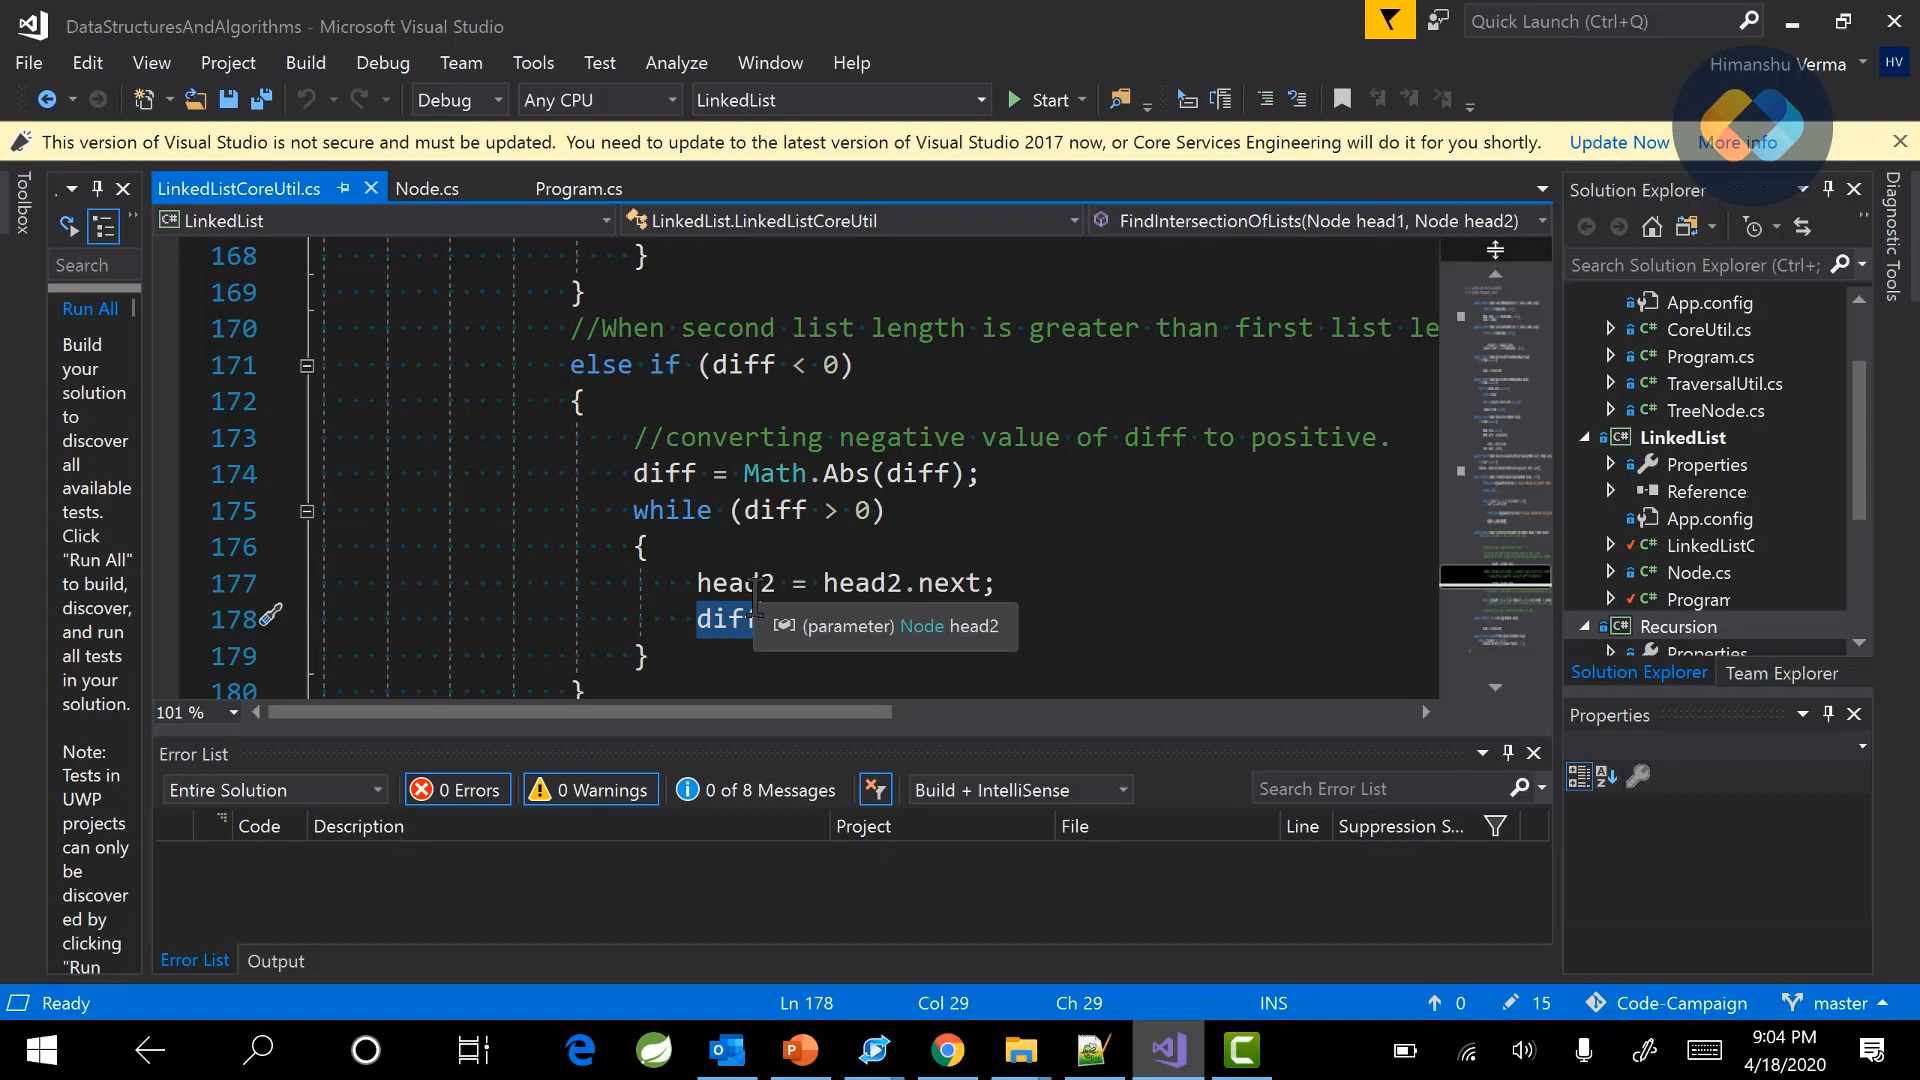 DataStructuresAndAlgorithms - Microsoft Visual Studio
Quick Launch (Ctrl+Q)
File Edit View Project Build Debug Team Tools Test Analyze Window Help
Himanshu Verma HV
Debug Any CPU LinkedList Start
This version of Visual Studio is not secure and must be updated. You need to update to the latest version of Visual Studio 2017 now, or Core Services Engineering will do it for you shortly. Update Now More info
Toolbox
LinkedListCoreUtil.cs Node.cs Program.cs
LinkedList LinkedList.LinkedListCoreUtil FindIntersectionOfLists(Node head1, Node head2)
Search
Run All
Build
your
solution
to
discover
all
available
tests.
Click
"Run All"
to build,
discover,
and run
all tests
in your
solution.
Note:
Tests in
UWP
projects
can only
be
discover
ed by
clicking
"Run
168 }
169 }
170 //When second list length is greater than first list le
171 else if (diff < 0)
172 {
173 //converting negative value of diff to positive.
174 diff = Math.Abs(diff);
175 while (diff > 0)
176 {
177 head2 = head2.next;
178 diff
(parameter) Node head2
179 }
180 }
101 %
Solution Explorer
Search Solution Explorer (Ctrl+;
App.config
CoreUtil.cs
Program.cs
TraversalUtil.cs
TreeNode.cs
LinkedList
Properties
Reference
App.config
LinkedListC
Node.cs
Program
Recursion
Properties
Solution Explorer Team Explorer
Diagnostic Tools
Properties
Error List
Entire Solution 0 Errors 0 Warnings 0 of 8 Messages Build + IntelliSense Search Error List
Code Description Project File Line Suppression S...
Error List Output
Ready Ln 178 Col 29 Ch 29 INS 0 15 Code-Campaign master
9:04 PM
4/18/2020